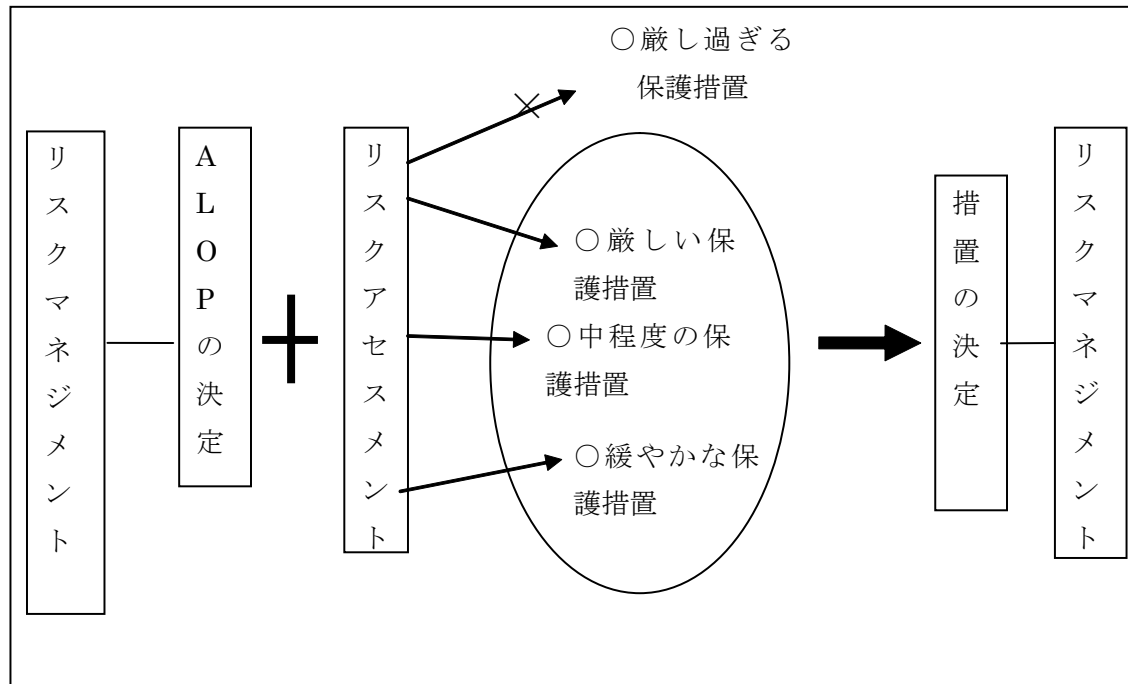 リスクマネジメント
ALOPの決定
リスクアセスメント
○厳し過ぎる
保護措置
○厳しい保
護措置
○中程度の保
護措置
○緩やかな保
護措置
措置の決定
リスクマネジメント